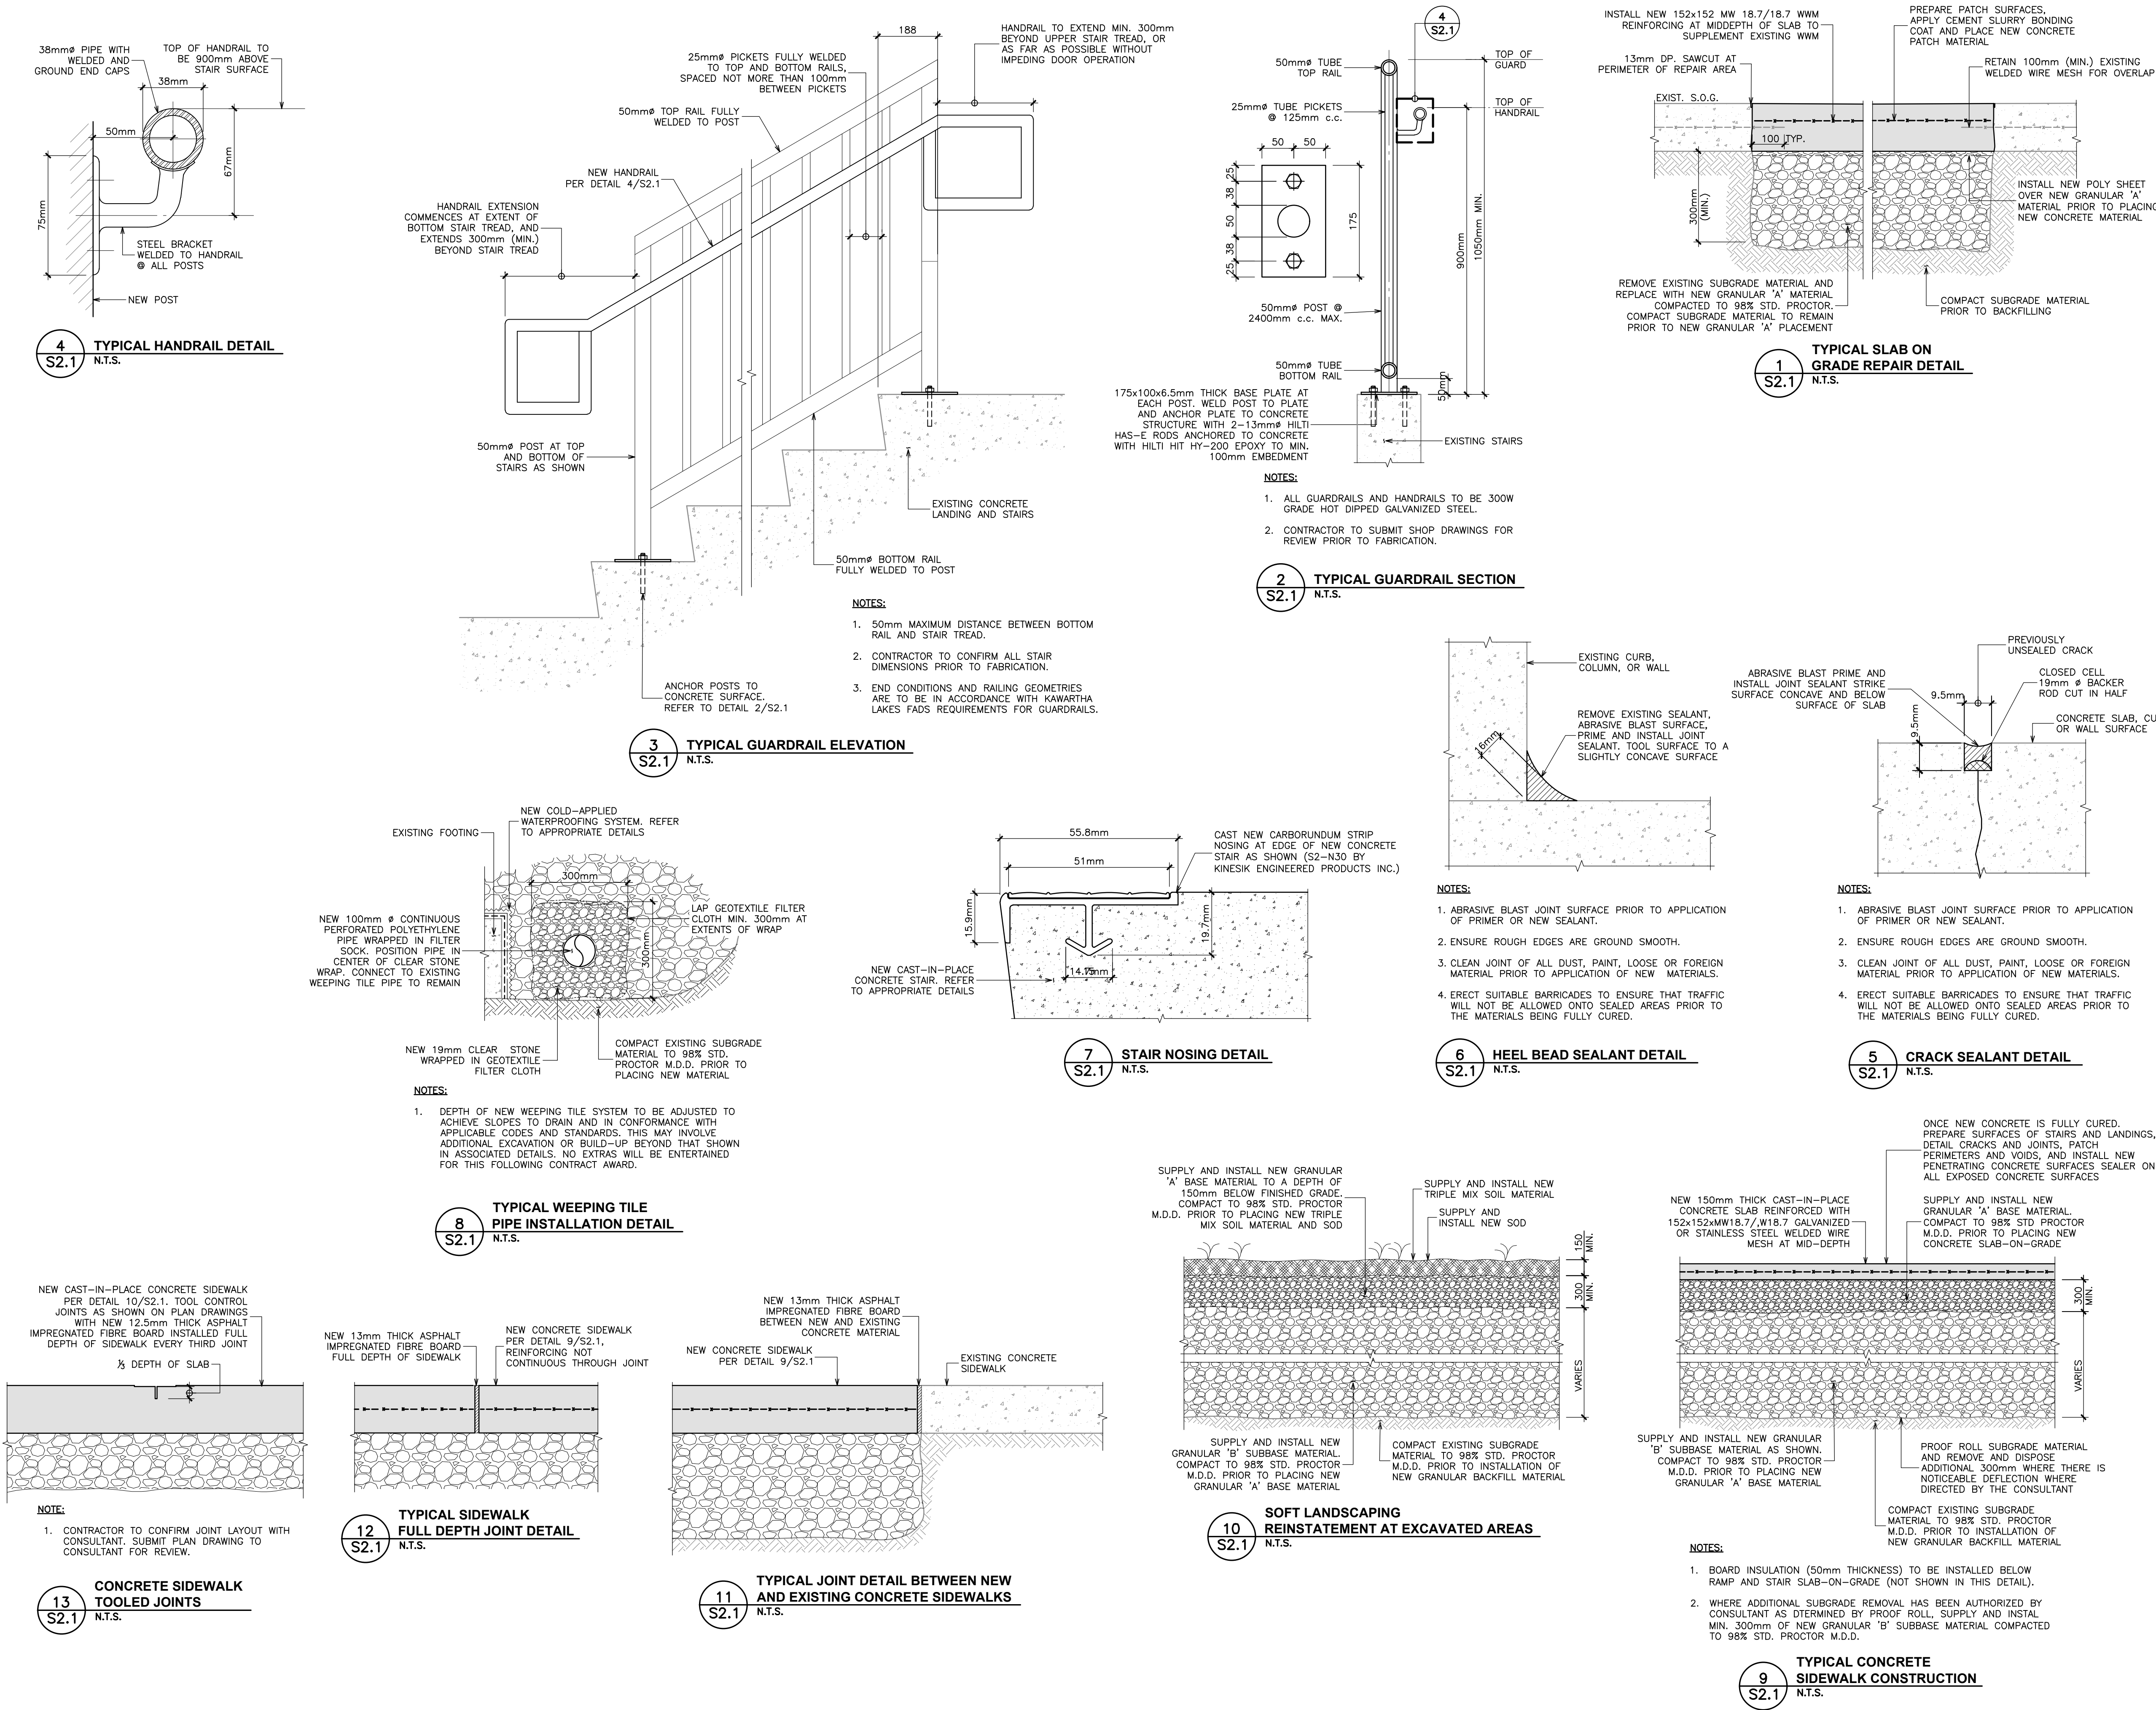 38mmø PIPE WITH
WELDED AND
GROUND END CAPS
TOP OF HANDRAIL TO
BE 900mm ABOVE
STAIR SURFACE
38mm
50mm
67mm
75mm
STEEL BRACKET
WELDED TO HANDRAIL
@ ALL POSTS
NEW POST
4
S2.1
TYPICAL HANDRAIL DETAIL
N.T.S.
188
HANDRAIL TO EXTEND MIN. 300mm
BEYOND UPPER STAIR TREAD, OR
AS FAR AS POSSIBLE WITHOUT
IMPEDING DOOR OPERATION
25mmø PICKETS FULLY WELDED
TO TOP AND BOTTOM RAILS,
SPACED NOT MORE THAN 100mm
BETWEEN PICKETS
50mmø TOP RAIL FULLY
WELDED TO POST
NEW HANDRAIL
PER DETAIL 4/S2.1
HANDRAIL EXTENSION
COMMENCES AT EXTENT OF
BOTTOM STAIR TREAD, AND
EXTENDS 300mm (MIN.)
BEYOND STAIR TREAD
50mmø POST AT TOP
AND BOTTOM OF
STAIRS AS SHOWN
EXISTING CONCRETE
LANDING AND STAIRS
50mmø BOTTOM RAIL
FULLY WELDED TO POST
ANCHOR POSTS TO
CONCRETE SURFACE.
REFER TO DETAIL 2/S2.1
NOTES:
1. 50mm MAXIMUM DISTANCE BETWEEN BOTTOM
RAIL AND STAIR TREAD.
2. CONTRACTOR TO CONFIRM ALL STAIR
DIMENSIONS PRIOR TO FABRICATION.
3. END CONDITIONS AND RAILING GEOMETRIES
ARE TO BE IN ACCORDANCE WITH KAWARTHA
LAKES FADS REQUIREMENTS FOR GUARDRAILS.
3
S2.1
TYPICAL GUARDRAIL ELEVATION
N.T.S.
4
S2.1
50mmø TUBE
TOP RAIL
TOP OF
GUARD
25mmø TUBE PICKETS
@ 125mm c.c.
TOP OF
HANDRAIL
50 50
25
38
50
38
25
175
900mm
1050mm MIN.
50mmø POST @
2400mm c.c. MAX.
50mmø TUBE
BOTTOM RAIL
50mm
175x100x6.5mm THICK BASE PLATE AT
EACH POST. WELD POST TO PLATE
AND ANCHOR PLATE TO CONCRETE
STRUCTURE WITH 2-13mmø HILTI
HAS-E RODS ANCHORED TO CONCRETE
WITH HILTI HIT HY-200 EPOXY TO MIN.
100mm EMBEDMENT
EXISTING STAIRS
NOTES:
1. ALL GUARDRAILS AND HANDRAILS TO BE 300W
GRADE HOT DIPPED GALVANIZED STEEL.
2. CONTRACTOR TO SUBMIT SHOP DRAWINGS FOR
REVIEW PRIOR TO FABRICATION.
2
S2.1
TYPICAL GUARDRAIL SECTION
N.T.S.
INSTALL NEW 152x152 MW 18.7/18.7 WWM
REINFORCING AT MIDDEPTH OF SLAB TO
SUPPLEMENT EXISTING WWM
PREPARE PATCH SURFACES,
APPLY CEMENT SLURRY BONDING
COAT AND PLACE NEW CONCRETE
PATCH MATERIAL
13mm DP. SAWCUT AT
PERIMETER OF REPAIR AREA
RETAIN 100mm (MIN.) EXISTING
WELDED WIRE MESH FOR OVERLAP
EXIST. S.O.G.
100 TYP.
300mm
(MIN.)
INSTALL NEW POLY SHEET
OVER NEW GRANULAR 'A'
MATERIAL PRIOR TO PLACING
NEW CONCRETE MATERIAL
REMOVE EXISTING SUBGRADE MATERIAL AND
REPLACE WITH NEW GRANULAR 'A' MATERIAL
COMPACTED TO 98% STD. PROCTOR.
COMPACT SUBGRADE MATERIAL TO REMAIN
PRIOR TO NEW GRANULAR 'A' PLACEMENT
COMPACT SUBGRADE MATERIAL
PRIOR TO BACKFILLING
1
S2.1
TYPICAL SLAB ON
GRADE REPAIR DETAIL
N.T.S.
EXISTING CURB,
COLUMN, OR WALL
16mm
REMOVE EXISTING SEALANT,
ABRASIVE BLAST SURFACE,
PRIME AND INSTALL JOINT
SEALANT. TOOL SURFACE TO A
SLIGHTLY CONCAVE SURFACE
NOTES:
1. ABRASIVE BLAST JOINT SURFACE PRIOR TO APPLICATION
OF PRIMER OR NEW SEALANT.
2. ENSURE ROUGH EDGES ARE GROUND SMOOTH.
3. CLEAN JOINT OF ALL DUST, PAINT, LOOSE OR FOREIGN
MATERIAL PRIOR TO APPLICATION OF NEW MATERIALS.
4. ERECT SUITABLE BARRICADES TO ENSURE THAT TRAFFIC
WILL NOT BE ALLOWED ONTO SEALED AREAS PRIOR TO
THE MATERIALS BEING FULLY CURED.
6
S2.1
HEEL BEAD SEALANT DETAIL
N.T.S.
PREVIOUSLY
UNSEALED CRACK
ABRASIVE BLAST PRIME AND
INSTALL JOINT SEALANT STRIKE
SURFACE CONCAVE AND BELOW
SURFACE OF SLAB
CLOSED CELL
19mm ø BACKER
ROD CUT IN HALF
9.5mm
9.5mm
CONCRETE SLAB, CU
OR WALL SURFACE
NOTES:
1. ABRASIVE BLAST JOINT SURFACE PRIOR TO APPLICATION
OF PRIMER OR NEW SEALANT.
2. ENSURE ROUGH EDGES ARE GROUND SMOOTH.
3. CLEAN JOINT OF ALL DUST, PAINT, LOOSE OR FOREIGN
MATERIAL PRIOR TO APPLICATION OF NEW MATERIALS.
4. ERECT SUITABLE BARRICADES TO ENSURE THAT TRAFFIC
WILL NOT BE ALLOWED ONTO SEALED AREAS PRIOR TO
THE MATERIALS BEING FULLY CURED.
5
S2.1
CRACK SEALANT DETAIL
N.T.S.
NEW COLD-APPLIED
WATERPROOFING SYSTEM. REFER
TO APPROPRIATE DETAILS
EXISTING FOOTING
300mm
300mm
LAP GEOTEXTILE FILTER
CLOTH MIN. 300mm AT
EXTENTS OF WRAP
NEW 100mm ø CONTINUOUS
PERFORATED POLYETHYLENE
PIPE WRAPPED IN FILTER
SOCK. POSITION PIPE IN
CENTER OF CLEAR STONE
WRAP. CONNECT TO EXISTING
WEEPING TILE PIPE TO REMAIN
NEW 19mm CLEAR STONE
WRAPPED IN GEOTEXTILE
FILTER CLOTH
COMPACT EXISTING SUBGRADE
MATERIAL TO 98% STD.
PROCTOR M.D.D. PRIOR TO
PLACING NEW MATERIAL
NOTES:
1. DEPTH OF NEW WEEPING TILE SYSTEM TO BE ADJUSTED TO
ACHIEVE SLOPES TO DRAIN AND IN CONFORMANCE WITH
APPLICABLE CODES AND STANDARDS. THIS MAY INVOLVE
ADDITIONAL EXCAVATION OR BUILD-UP BEYOND THAT SHOWN
IN ASSOCIATED DETAILS. NO EXTRAS WILL BE ENTERTAINED
FOR THIS FOLLOWING CONTRACT AWARD.
8
S2.1
TYPICAL WEEPING TILE
PIPE INSTALLATION DETAIL
N.T.S.
55.8mm
51mm
15.9mm
19.7mm
14.75mm
CAST NEW CARBORUNDUM STRIP
NOSING AT EDGE OF NEW CONCRETE
STAIR AS SHOWN (S2-N30 BY
KINESIK ENGINEERED PRODUCTS INC.)
NEW CAST-IN-PLACE
CONCRETE STAIR. REFER
TO APPROPRIATE DETAILS
7
S2.1
STAIR NOSING DETAIL
N.T.S.
NEW CAST-IN-PLACE CONCRETE SIDEWALK
PER DETAIL 10/S2.1. TOOL CONTROL
JOINTS AS SHOWN ON PLAN DRAWINGS
WITH NEW 12.5mm THICK ASPHALT
IMPREGNATED FIBRE BOARD INSTALLED FULL
DEPTH OF SIDEWALK EVERY THIRD JOINT
⅓ DEPTH OF SLAB
NOTE:
1. CONTRACTOR TO CONFIRM JOINT LAYOUT WITH
CONSULTANT. SUBMIT PLAN DRAWING TO
CONSULTANT FOR REVIEW.
13
S2.1
CONCRETE SIDEWALK
TOOLED JOINTS
N.T.S.
NEW 13mm THICK ASPHALT
IMPREGNATED FIBRE BOARD
FULL DEPTH OF SIDEWALK
NEW CONCRETE SIDEWALK
PER DETAIL 9/S2.1,
REINFORCING NOT
CONTINUOUS THROUGH JOINT
12
S2.1
TYPICAL SIDEWALK
FULL DEPTH JOINT DETAIL
N.T.S.
NEW 13mm THICK ASPHALT
IMPREGNATED FIBRE BOARD
BETWEEN NEW AND EXISTING
CONCRETE MATERIAL
NEW CONCRETE SIDEWALK
PER DETAIL 9/S2.1
EXISTING CONCRETE
SIDEWALK
11
S2.1
TYPICAL JOINT DETAIL BETWEEN NEW
AND EXISTING CONCRETE SIDEWALKS
N.T.S.
SUPPLY AND INSTALL NEW GRANULAR
'A' BASE MATERIAL TO A DEPTH OF
150mm BELOW FINISHED GRADE.
COMPACT TO 98% STD. PROCTOR
M.D.D. PRIOR TO PLACING NEW TRIPLE
MIX SOIL MATERIAL AND SOD
SUPPLY AND INSTALL NEW
TRIPLE MIX SOIL MATERIAL
SUPPLY AND
INSTALL NEW SOD
150
MIN.
300
MIN.
VARIES
SUPPLY AND INSTALL NEW
GRANULAR 'B' SUBBASE MATERIAL.
COMPACT TO 98% STD. PROCTOR
M.D.D. PRIOR TO PLACING NEW
GRANULAR 'A' BASE MATERIAL
COMPACT EXISTING SUBGRADE
MATERIAL TO 98% STD. PROCTOR
M.D.D. PRIOR TO INSTALLATION OF
NEW GRANULAR BACKFILL MATERIAL
10
S2.1
SOFT LANDSCAPING
REINSTATEMENT AT EXCAVATED AREAS
N.T.S.
ONCE NEW CONCRETE IS FULLY CURED.
PREPARE SURFACES OF STAIRS AND LANDINGS,
DETAIL CRACKS AND JOINTS, PATCH
PERIMETERS AND VOIDS, AND INSTALL NEW
PENETRATING CONCRETE SURFACES SEALER ON
ALL EXPOSED CONCRETE SURFACES
NEW 150mm THICK CAST-IN-PLACE
CONCRETE SLAB REINFORCED WITH
152x152xMW18.7/,W18.7 GALVANIZED
OR STAINLESS STEEL WELDED WIRE
MESH AT MID-DEPTH
SUPPLY AND INSTALL NEW
GRANULAR 'A' BASE MATERIAL.
COMPACT TO 98% STD PROCTOR
M.D.D. PRIOR TO PLACING NEW
CONCRETE SLAB-ON-GRADE
300
MIN.
VARIES
SUPPLY AND INSTALL NEW GRANULAR
'B' SUBBASE MATERIAL AS SHOWN.
COMPACT TO 98% STD. PROCTOR
M.D.D. PRIOR TO PLACING NEW
GRANULAR 'A' BASE MATERIAL
PROOF ROLL SUBGRADE MATERIAL
AND REMOVE AND DISPOSE
ADDITIONAL 300mm WHERE THERE IS
NOTICEABLE DEFLECTION WHERE
DIRECTED BY THE CONSULTANT
COMPACT EXISTING SUBGRADE
MATERIAL TO 98% STD. PROCTOR
M.D.D. PRIOR TO INSTALLATION OF
NEW GRANULAR BACKFILL MATERIAL
NOTES:
1. BOARD INSULATION (50mm THICKNESS) TO BE INSTALLED BELOW
RAMP AND STAIR SLAB-ON-GRADE (NOT SHOWN IN THIS DETAIL).
2. WHERE ADDITIONAL SUBGRADE REMOVAL HAS BEEN AUTHORIZED BY
CONSULTANT AS DTERMINED BY PROOF ROLL, SUPPLY AND INSTAL
MIN. 300mm OF NEW GRANULAR 'B' SUBBASE MATERIAL COMPACTED
TO 98% STD. PROCTOR M.D.D.
9
S2.1
TYPICAL CONCRETE
SIDEWALK CONSTRUCTION
N.T.S.